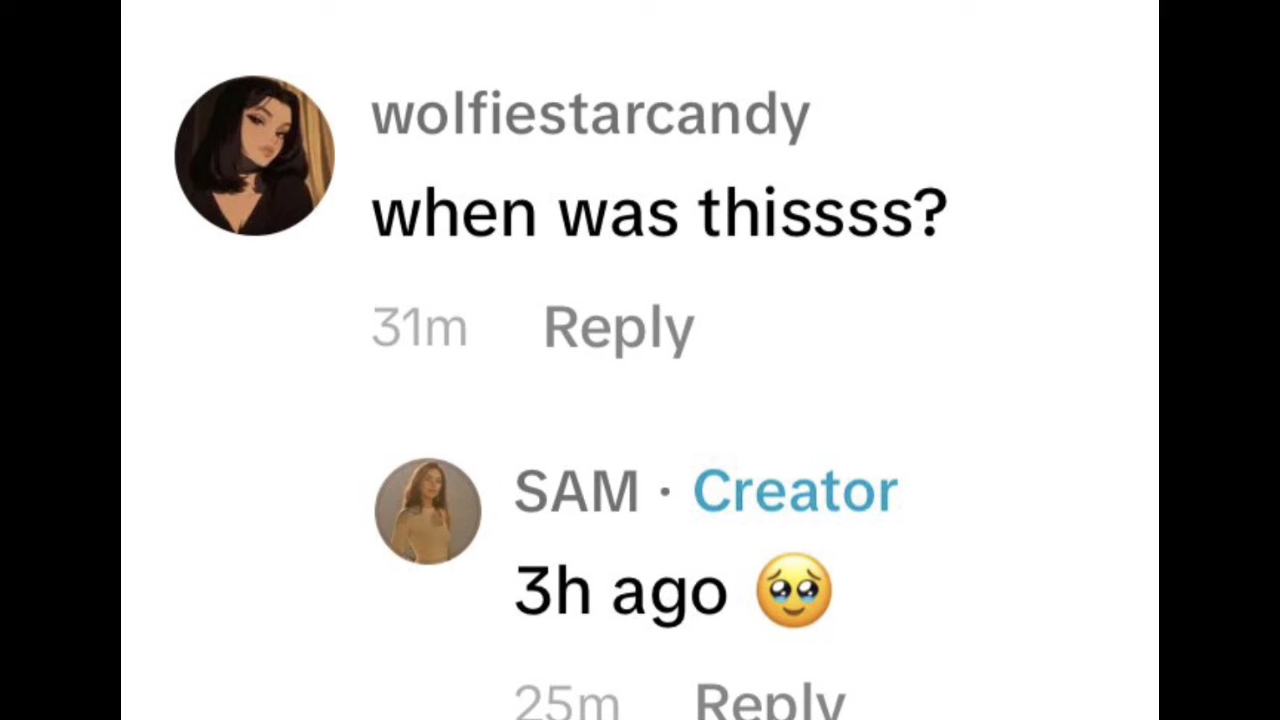 wolfiestarcandy
when was thissss?
31m Reply
SAM · Creator
3h ago 🥹
25m Reply